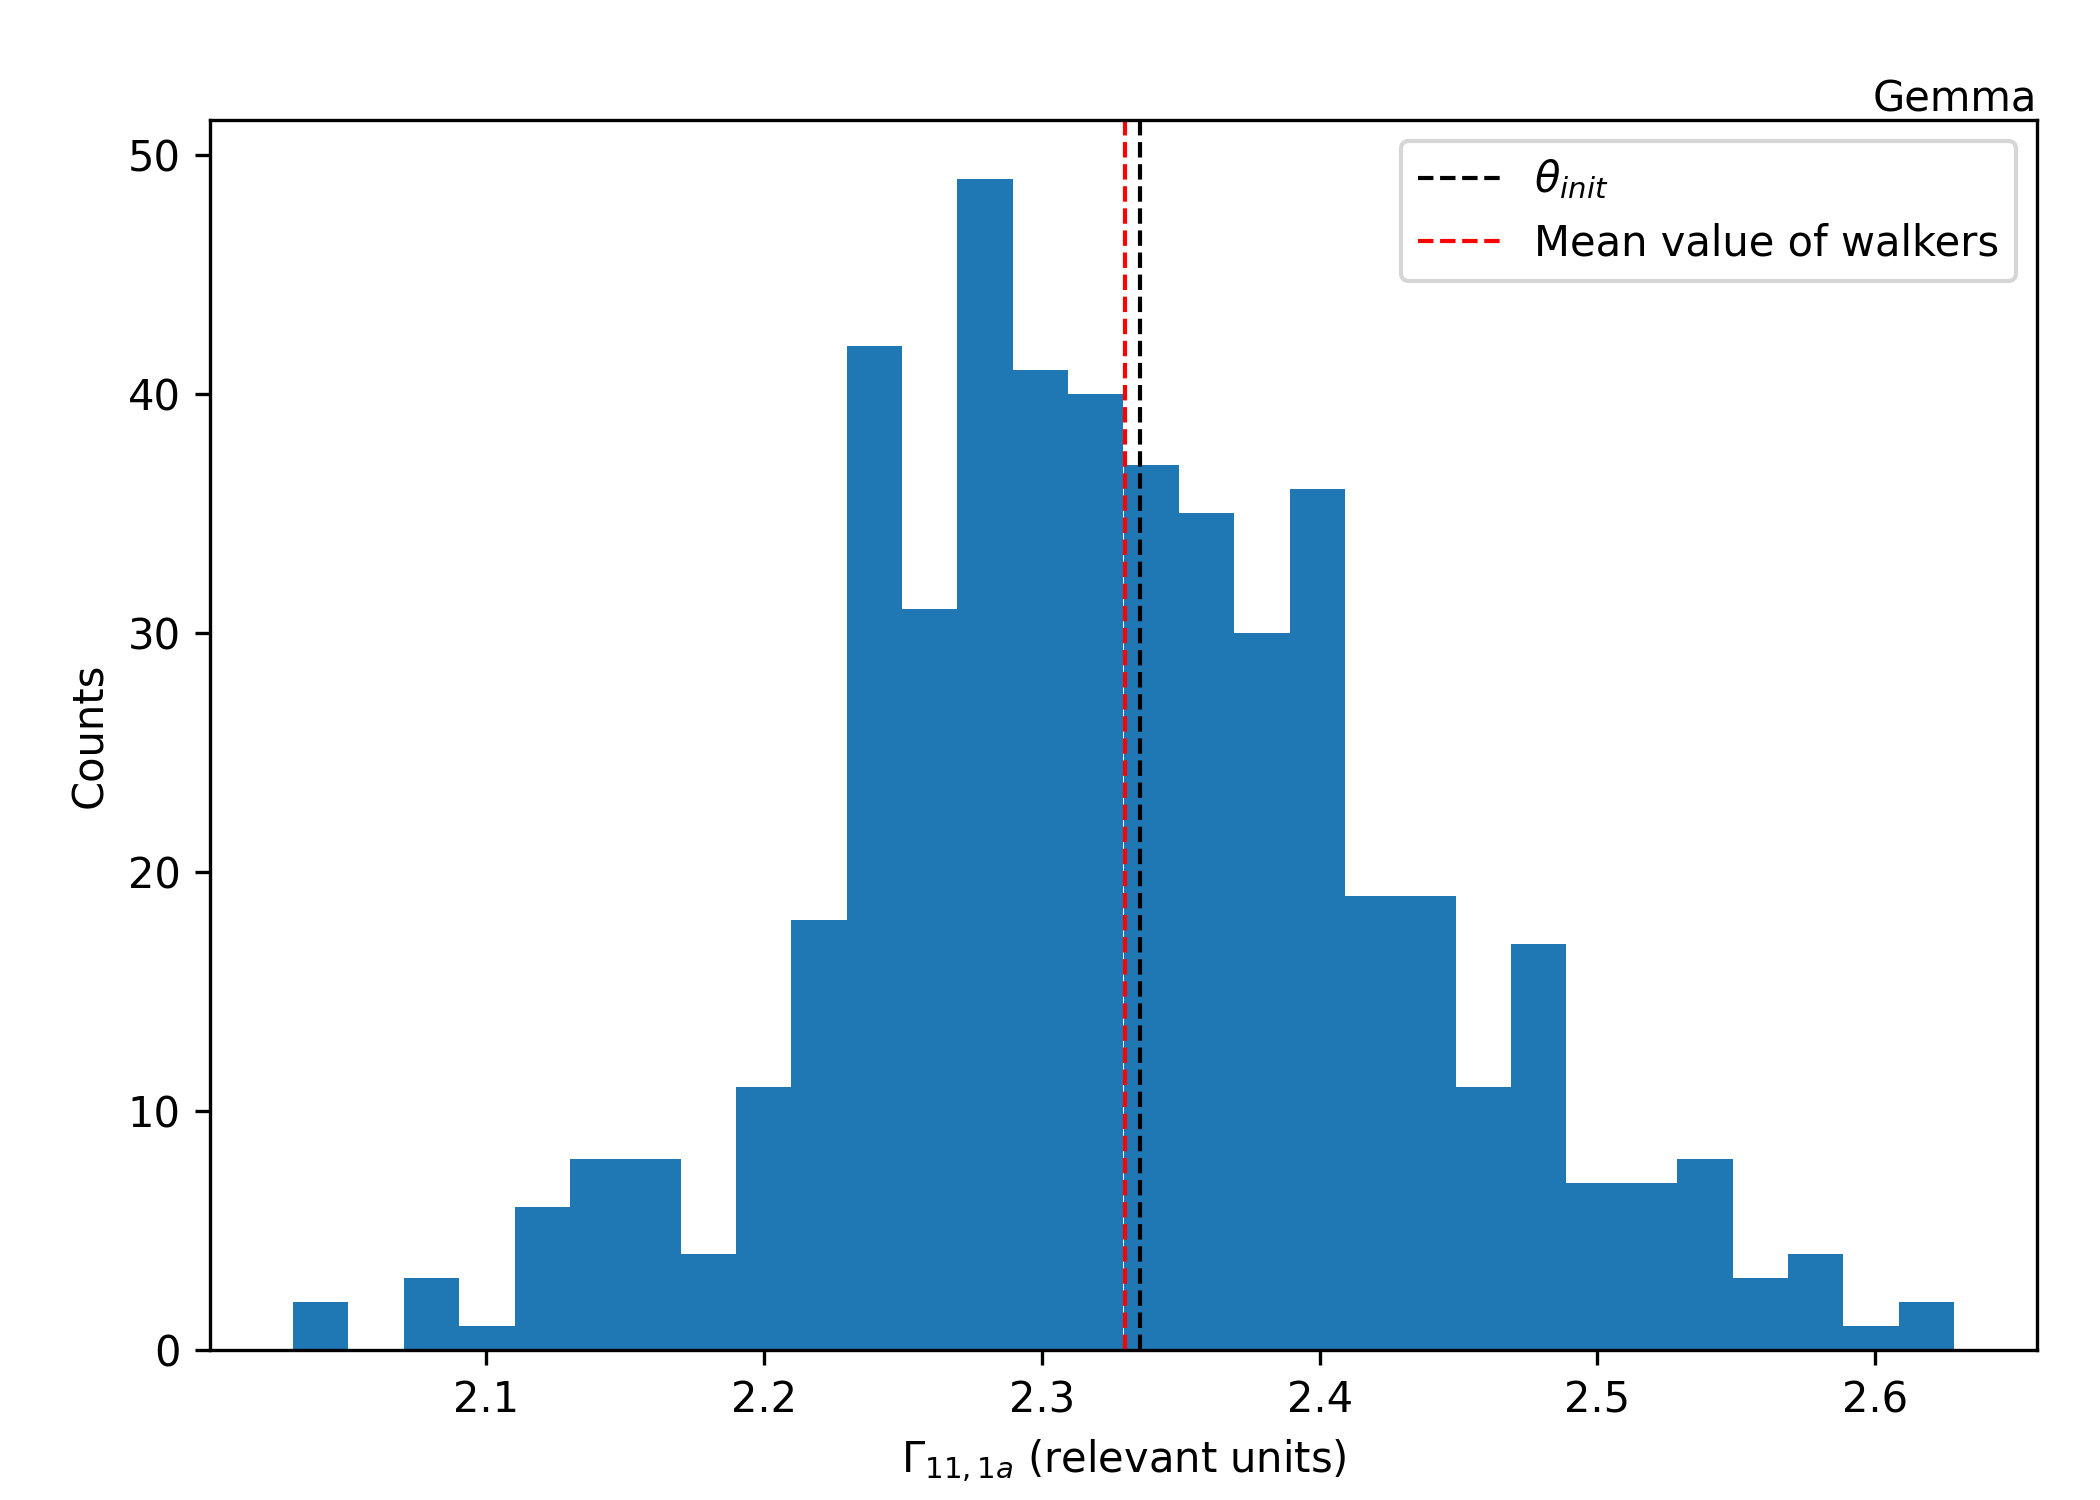 Gemma
50
40
30
20
10
0
Counts
θ_init
Mean value of walkers
2.1 2.2 2.3 2.4 2.5 2.6
Γ_11, 1a (relevant units)